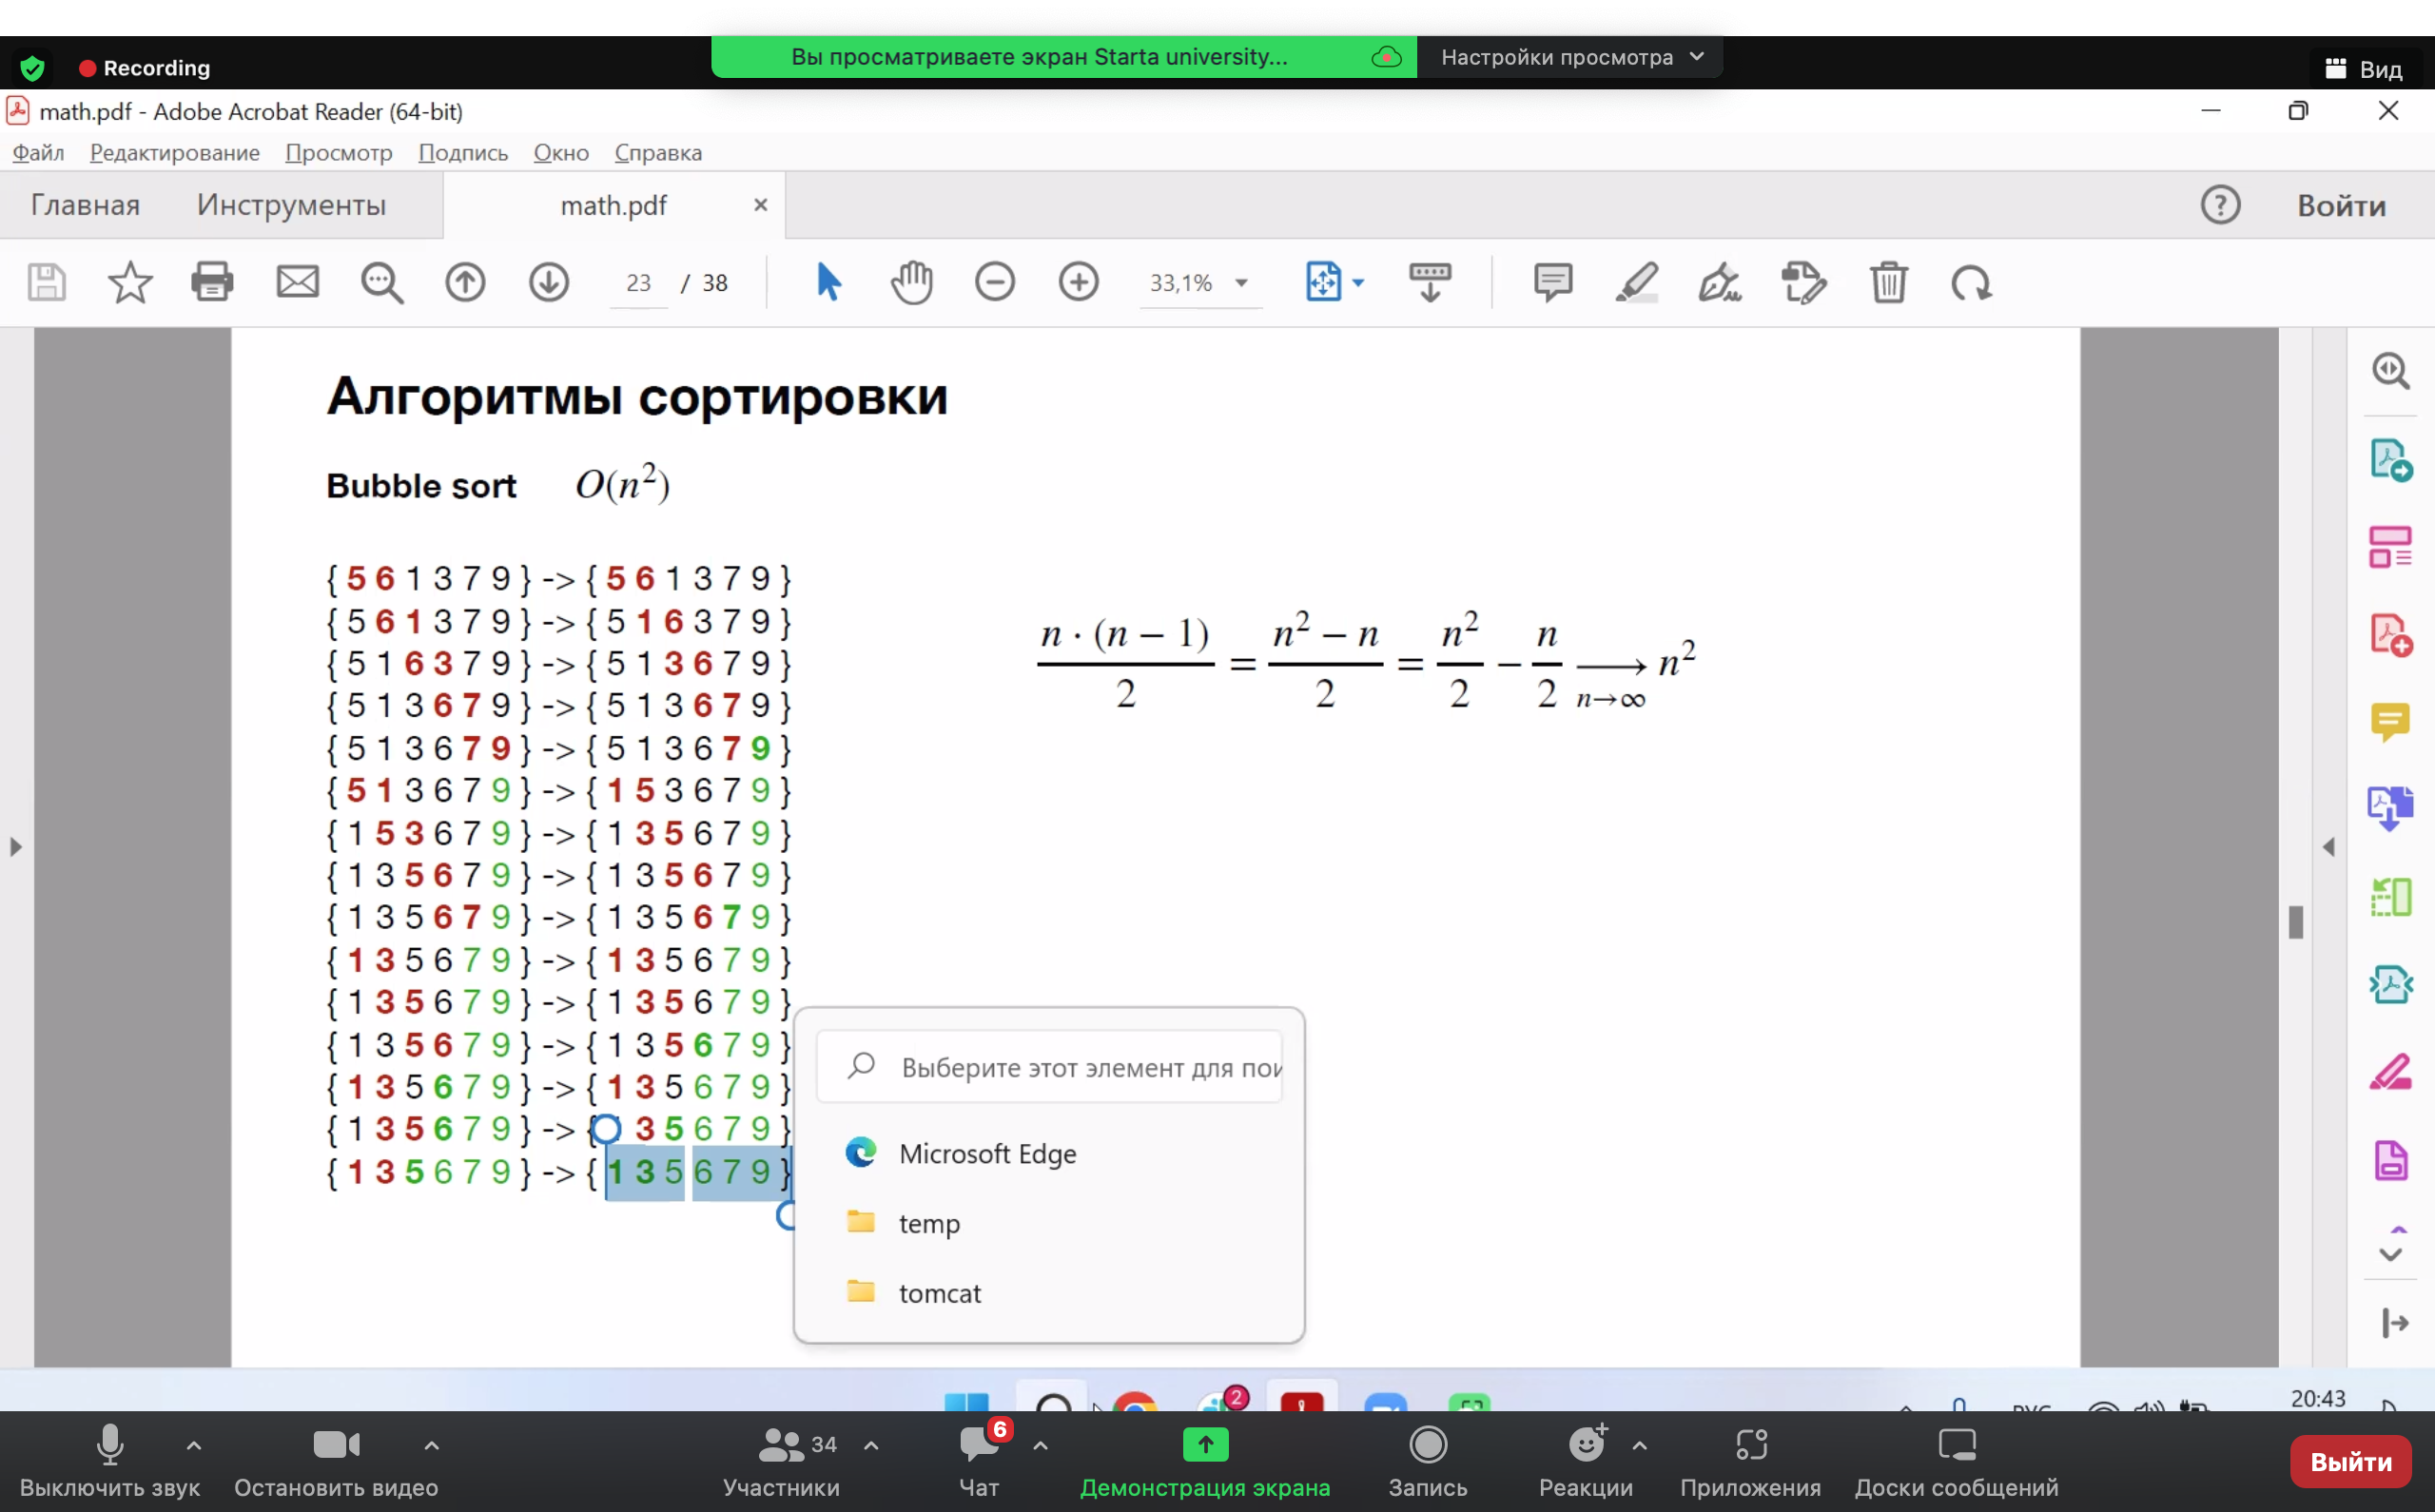 Recording
Вы просматриваете экран Starta university...
Настройки просмотра
Вид
math.pdf - Adobe Acrobat Reader (64-bit)
Файл Редактирование Просмотр Подпись Окно Справка
Главная Инструменты math.pdf × Войти
23 / 38 33,1%
Алгоритмы сортировки
Bubble sort O(n²)
{ 5 6 1 3 7 9 } -> { 5 6 1 3 7 9 }
{ 5 6 1 3 7 9 } -> { 5 1 6 3 7 9 }
{ 5 1 6 3 7 9 } -> { 5 1 3 6 7 9 }
{ 5 1 3 6 7 9 } -> { 5 1 3 6 7 9 }
{ 5 1 3 6 7 9 } -> { 5 1 3 6 7 9 }
{ 5 1 3 6 7 9 } -> { 1 5 3 6 7 9 }
{ 1 5 3 6 7 9 } -> { 1 3 5 6 7 9 }
{ 1 3 5 6 7 9 } -> { 1 3 5 6 7 9 }
{ 1 3 5 6 7 9 } -> { 1 3 5 6 7 9 }
{ 1 3 5 6 7 9 } -> { 1 3 5 6 7 9 }
{ 1 3 5 6 7 9 } -> { 1 3 5 6 7 9 }
{ 1 3 5 6 7 9 } -> { 1 3 5 6 7 9 }
{ 1 3 5 6 7 9 } -> { 1 3 5 6 7 9 }
{ 1 3 5 6 7 9 } -> { 3 5 6 7 9 }
{ 1 3 5 6 7 9 } -> { 1 3 5 6 7 9 }
n · (n − 1) / 2 = n² − n / 2 = n² / 2 − n / 2 ⟶ n→∞ n²
Выберите этот элемент для
Microsoft Edge
temp
tomcat
2
20:43
Выключить звук
Остановить видео
34
Участники
6
Чат
Демонстрация экрана
Запись
Реакции
Приложения
Доски сообщений
Выйти